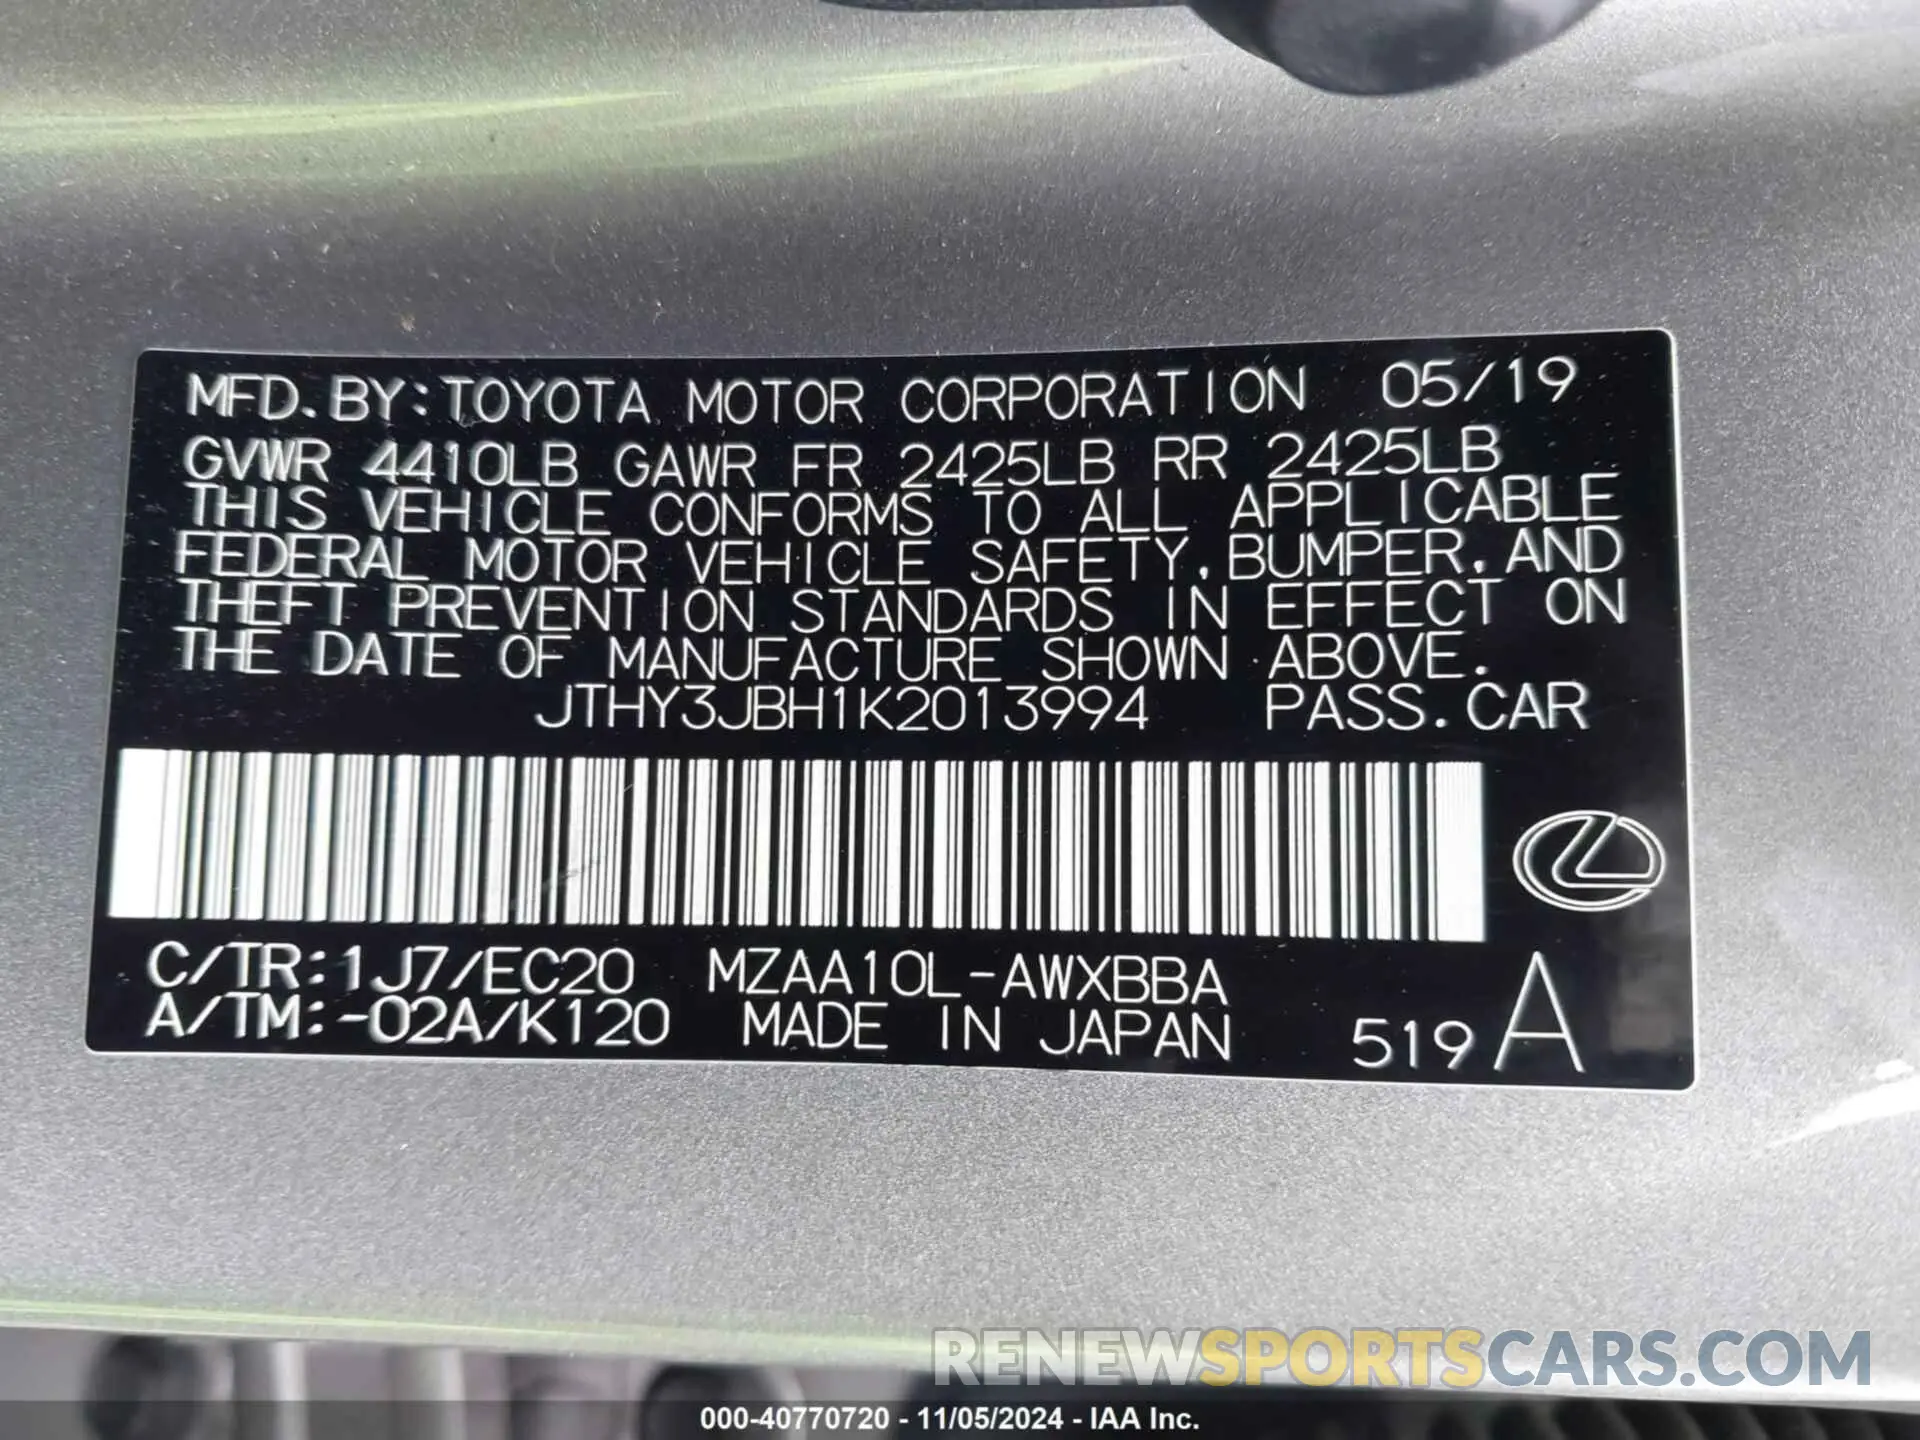 MFD. BY: TOYOTA MOTOR CORPORATION 05/19
GVWR 4410LB GAWR FR 2425LB RR 2425LB
THIS VEHICLE CONFORMS TO ALL APPLICABLE
FEDERAL MOTOR VEHICLE SAFETY, BUMPER, AND
THEFT PREVENTION STANDARDS IN EFFECT ON
THE DATE OF MANUFACTURE SHOWN ABOVE.
JTHY3JBH1K2013994 PASS. CAR
C/TR: 1J7/EC20 MZAA10L-AWXBBA
A/TM: -02A/K120 MADE IN JAPAN 519 A
RENEWSPORTSCARS.COM
000-40770720 - 11/05/2024 - IAA Inc.